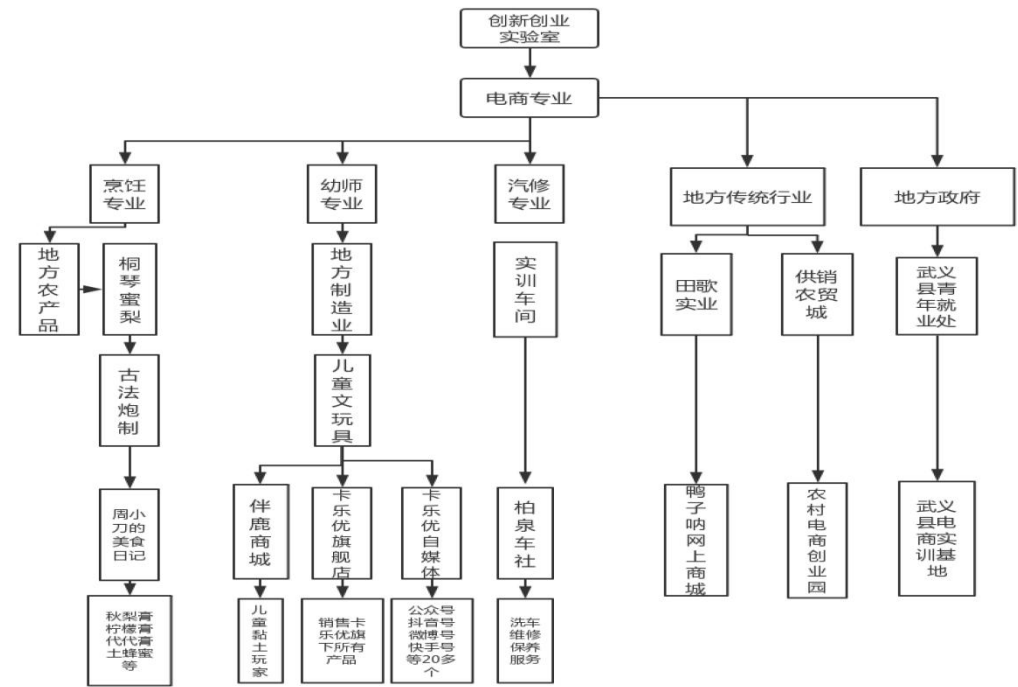 创新创业
实验室
电商专业
烹饪
专业
幼师
专业
汽修
专业
地方传统行业
地方政府
地方农产品
桐琴蜜梨
地方制造业
实训车间
田歌
实业
供销
农贸
城
武义
县青
年就
业处
古法炮制
儿童文玩具
周小
刀的
美食
日记
伴鹿商城
卡乐优旗舰店
卡乐优自媒体
柏泉车社
鸭子呐网上商城
农村电商创业园
武义
县电
商实
训基
地
秋梨膏
柠檬膏
代代膏
土蜂蜜
等
儿童黏土玩家
销售卡
乐优旗
下所有
产品
公众号
抖音号
微博号
快手号
等20多
个
洗车
维修
保养
服务